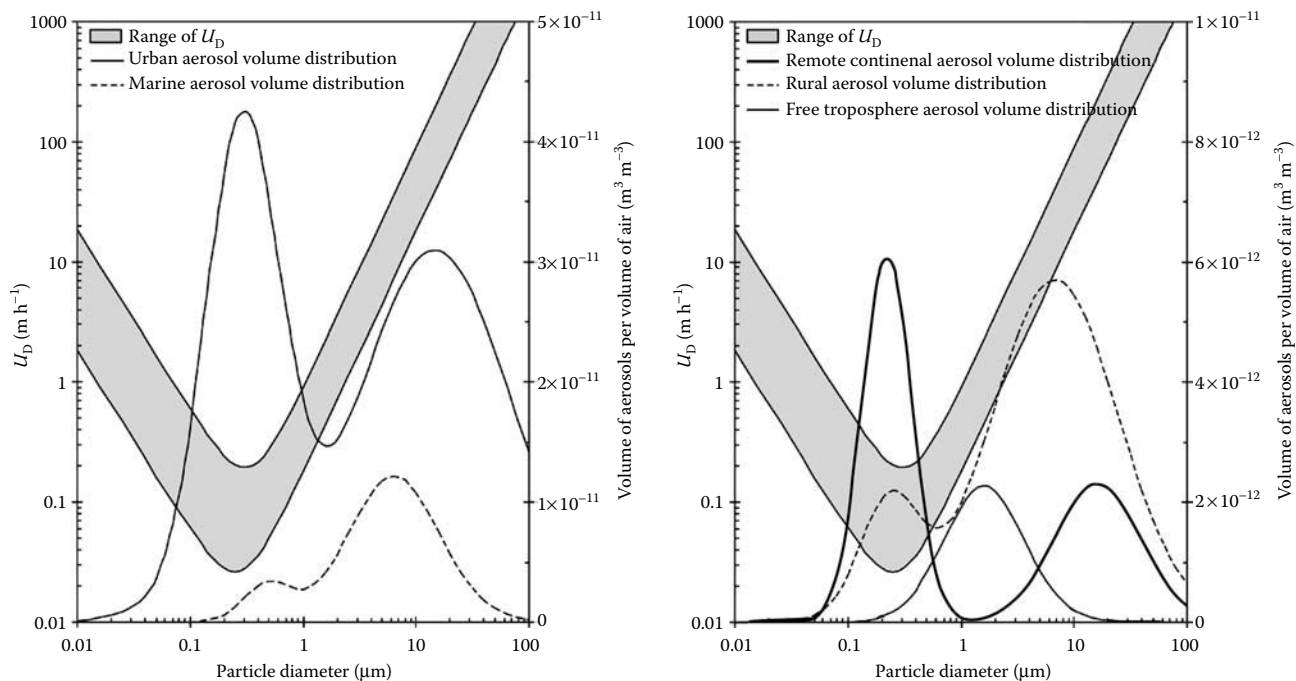 1000
100
10
1
0.1
0.01
U_D (m h⁻¹)
Range of U_D
Urban aerosol volume distribution
Marine aerosol volume distribution
5×10⁻¹¹
4×10⁻¹¹
3×10⁻¹¹
2×10⁻¹¹
1×10⁻¹¹
0
Volume of aerosols per volume of air (m³ m⁻³)
0.01 0.1 1 10 100
Particle diameter (μm)
1000
100
10
1
0.1
0.01
U_D (m h⁻¹)
Range of U_D
Remote continenal aerosol volume distribution
Rural aerosol volume distribution
Free troposphere aerosol volume distribution
1×10⁻¹¹
8×10⁻¹²
6×10⁻¹²
4×10⁻¹²
2×10⁻¹²
0
Volume of aerosols per volume of air (m³ m⁻³)
0.01 0.1 1 10 100
Particle diameter (μm)